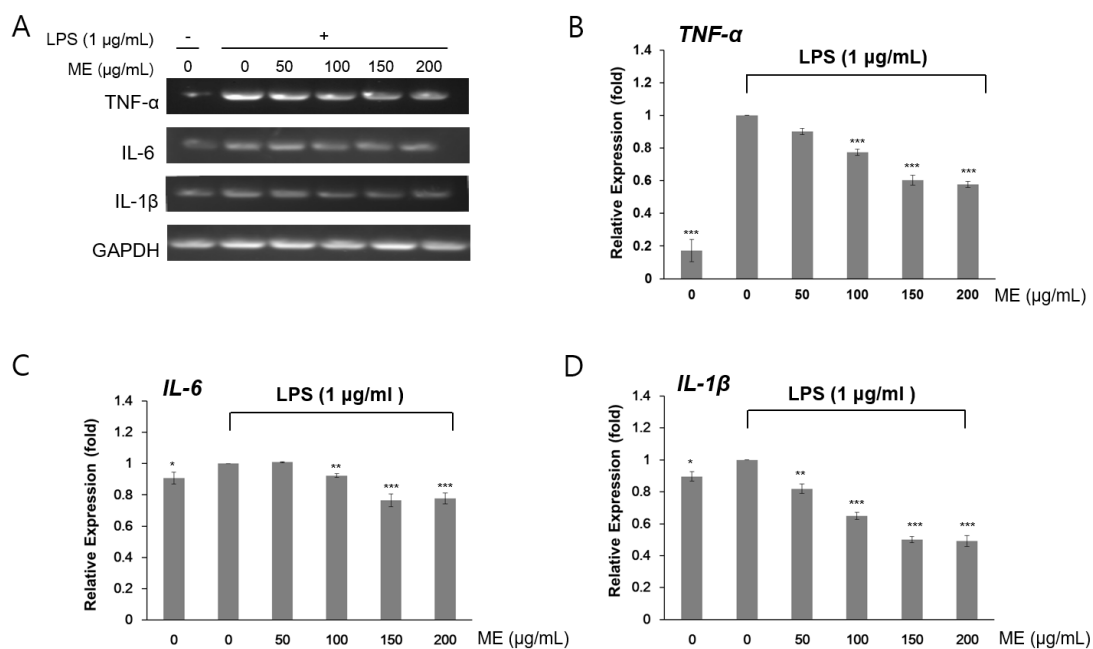 A
LPS (1 µg/mL) - +
ME (µg/mL) 0 0 50 100 150 200
TNF-α
IL-6
IL-1β
GAPDH
B
TNF-α
LPS (1 µg/mL)
Relative Expression (fold)
1.4
1.2
1
0.8
0.6
0.4
0.2
0
***
***
***
***
0 0 50 100 150 200 ME (µg/mL)
C
IL-6
LPS (1 µg/ml )
Relative Expression (fold)
1.4
1.2
1
0.8
0.6
0.4
0.2
0
*
**
***
***
0 0 50 100 150 200 ME (µg/mL)
D
IL-1β
LPS (1 µg/ml )
Relative Expression (fold)
1.4
1.2
1
0.8
0.6
0.4
0.2
0
*
**
***
***
***
0 0 50 100 150 200 ME (µg/mL)